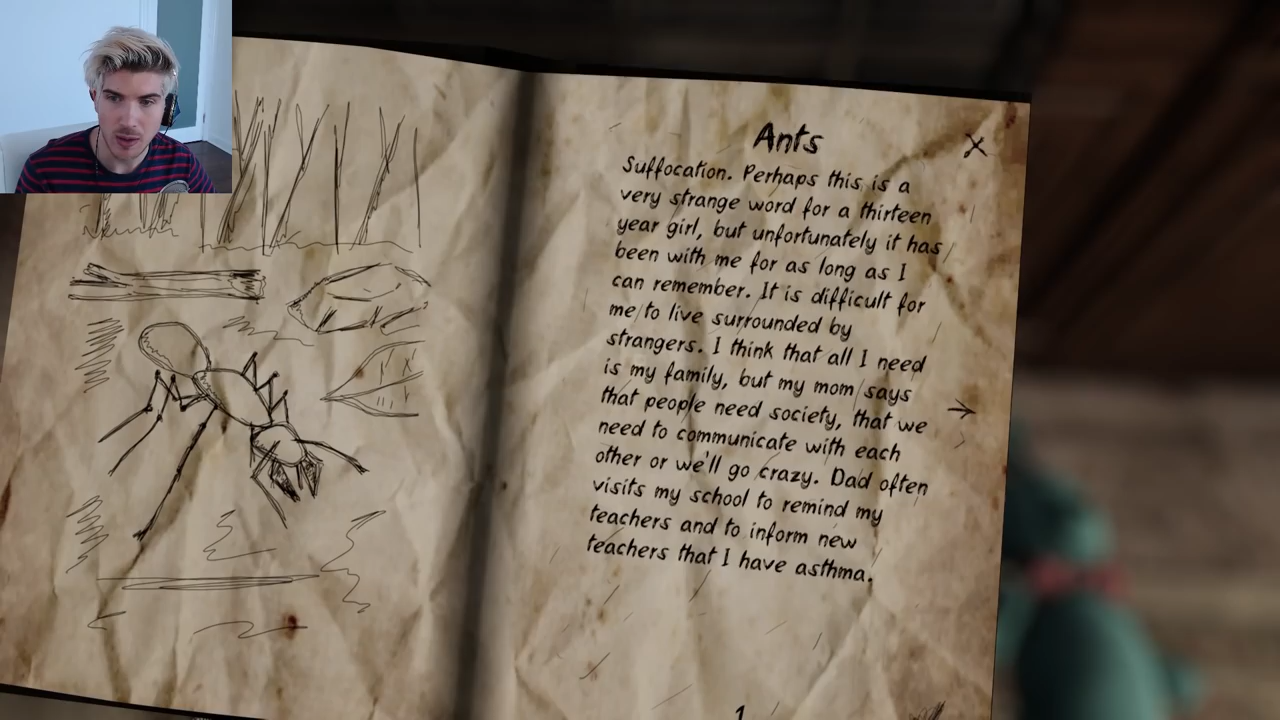 Ants
Suffocation. Perhaps this is a
very strange word for a thirteen
year girl, but unfortunately it has
been with me for as long as I
can remember. It is difficult for
me to live surrounded by
strangers. I think that all I need
is my family, but my mom says
that people need society, that we
need to communicate with each
other or we'll go crazy. Dad often
visits my school to remind my
teachers and to inform new
teachers that I have asthma.
1